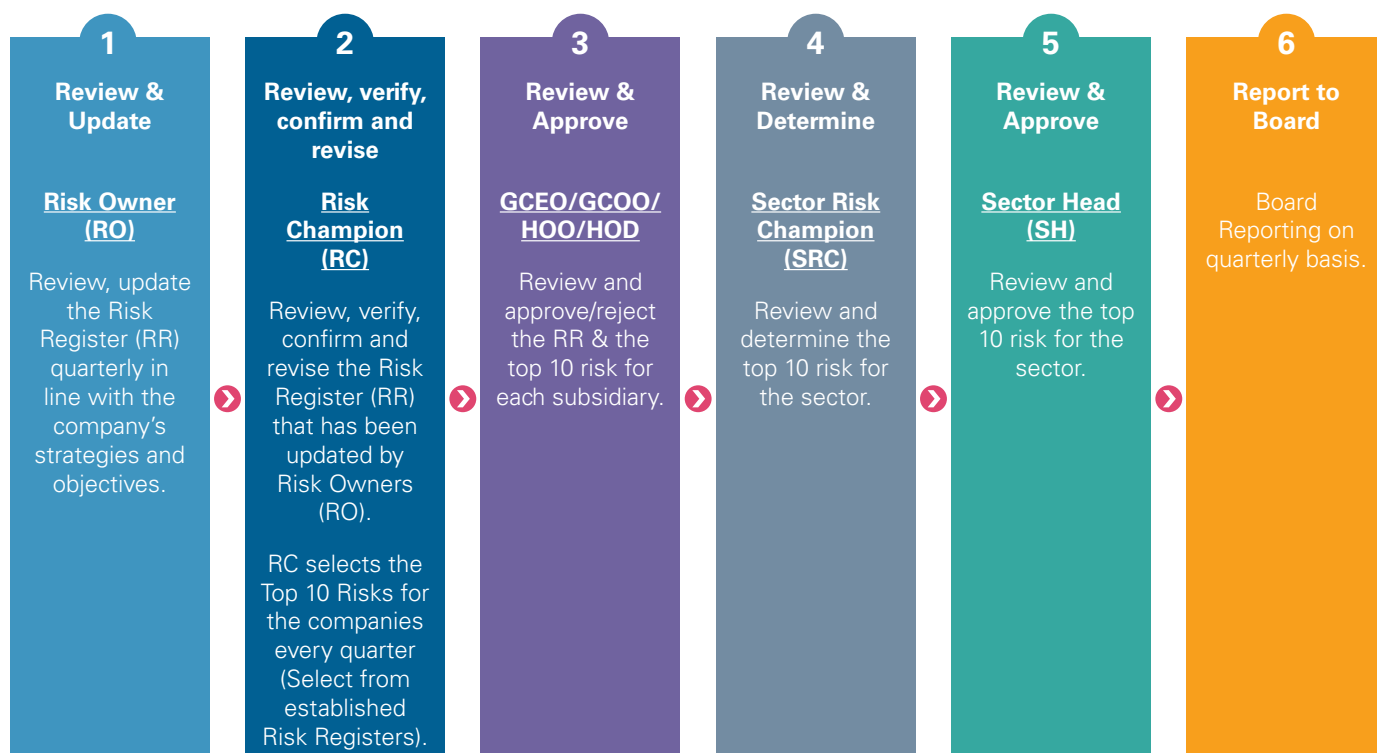 1
Review &
Update
Risk Owner
(RO)
Review, update
the Risk
Register (RR)
quarterly in
line with the
company's
strategies and
objectives.
2
Review, verify,
confirm and
revise
Risk
Champion
(RC)
Review, verify,
confirm and
revise the Risk
Register (RR)
that has been
updated by
Risk Owners
(RO).
RC selects the
Top 10 Risks for
the companies
every quarter
(Select from
established
Risk Registers).
3
Review &
Approve
GCEO/GCOO/
HOO/HOD
Review and
approve/reject
the RR & the
top 10 risk for
each subsidiary.
4
Review &
Determine
Sector Risk
Champion
(SRC)
Review and
determine the
top 10 risk for
the sector.
5
Review &
Approve
Sector Head
(SH)
Review and
approve the top
10 risk for the
sector.
6
Report to
Board
Board
Reporting on
quarterly basis.